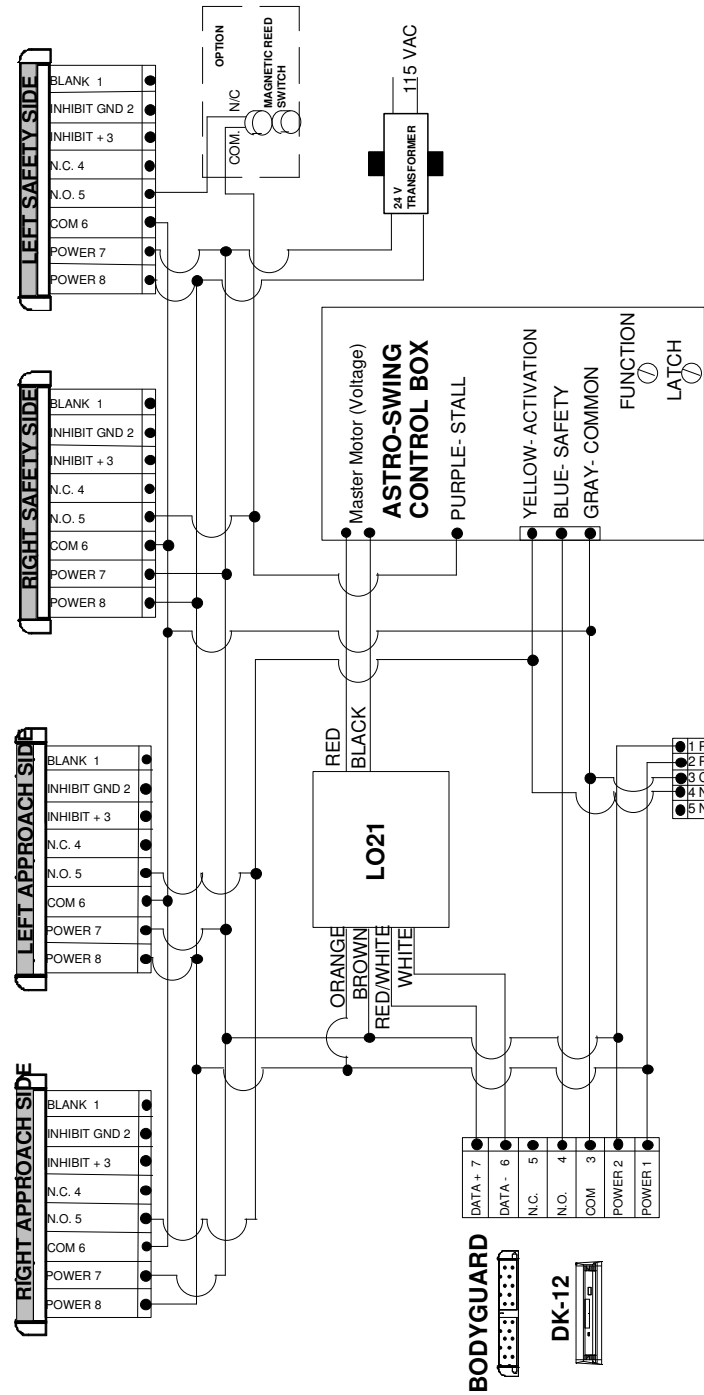 LEFT SAFETY SIDE
BLANK 1
INHIBIT GND 2
INHIBIT + 3
N.C. 4
N.O. 5
COM 6
POWER 7
POWER 8
OPTION
COM. N/C
MAGNETIC REED
SWITCH
115 VAC
24 V
TRANSFORMER
RIGHT SAFETY SIDE
BLANK 1
INHIBIT GND 2
INHIBIT + 3
N.C. 4
N.O. 5
COM 6
POWER 7
POWER 8
Master Motor (Voltage)
ASTRO-SWING
CONTROL BOX
PURPLE- STALL
YELLOW- ACTIVATION
BLUE- SAFETY
GRAY- COMMON
FUNCTION
LATCH
LEFT APPROACH SIDE
BLANK 1
INHIBIT GND 2
INHIBIT + 3
N.C. 4
N.O. 5
COM 6
POWER 7
POWER 8
RED
BLACK
LO21
ORANGE
BROWN
RED/WHITE
WHITE
1 P
2 P
3 C
4 N
5 N
RIGHT APPROACH SIDE
BLANK 1
INHIBIT GND 2
INHIBIT + 3
N.C. 4
N.O. 5
COM 6
POWER 7
POWER 8
DATA + 7
DATA - 6
N.C. 5
N.O. 4
COM 3
POWER 2
POWER 1
BODYGUARD
DK-12